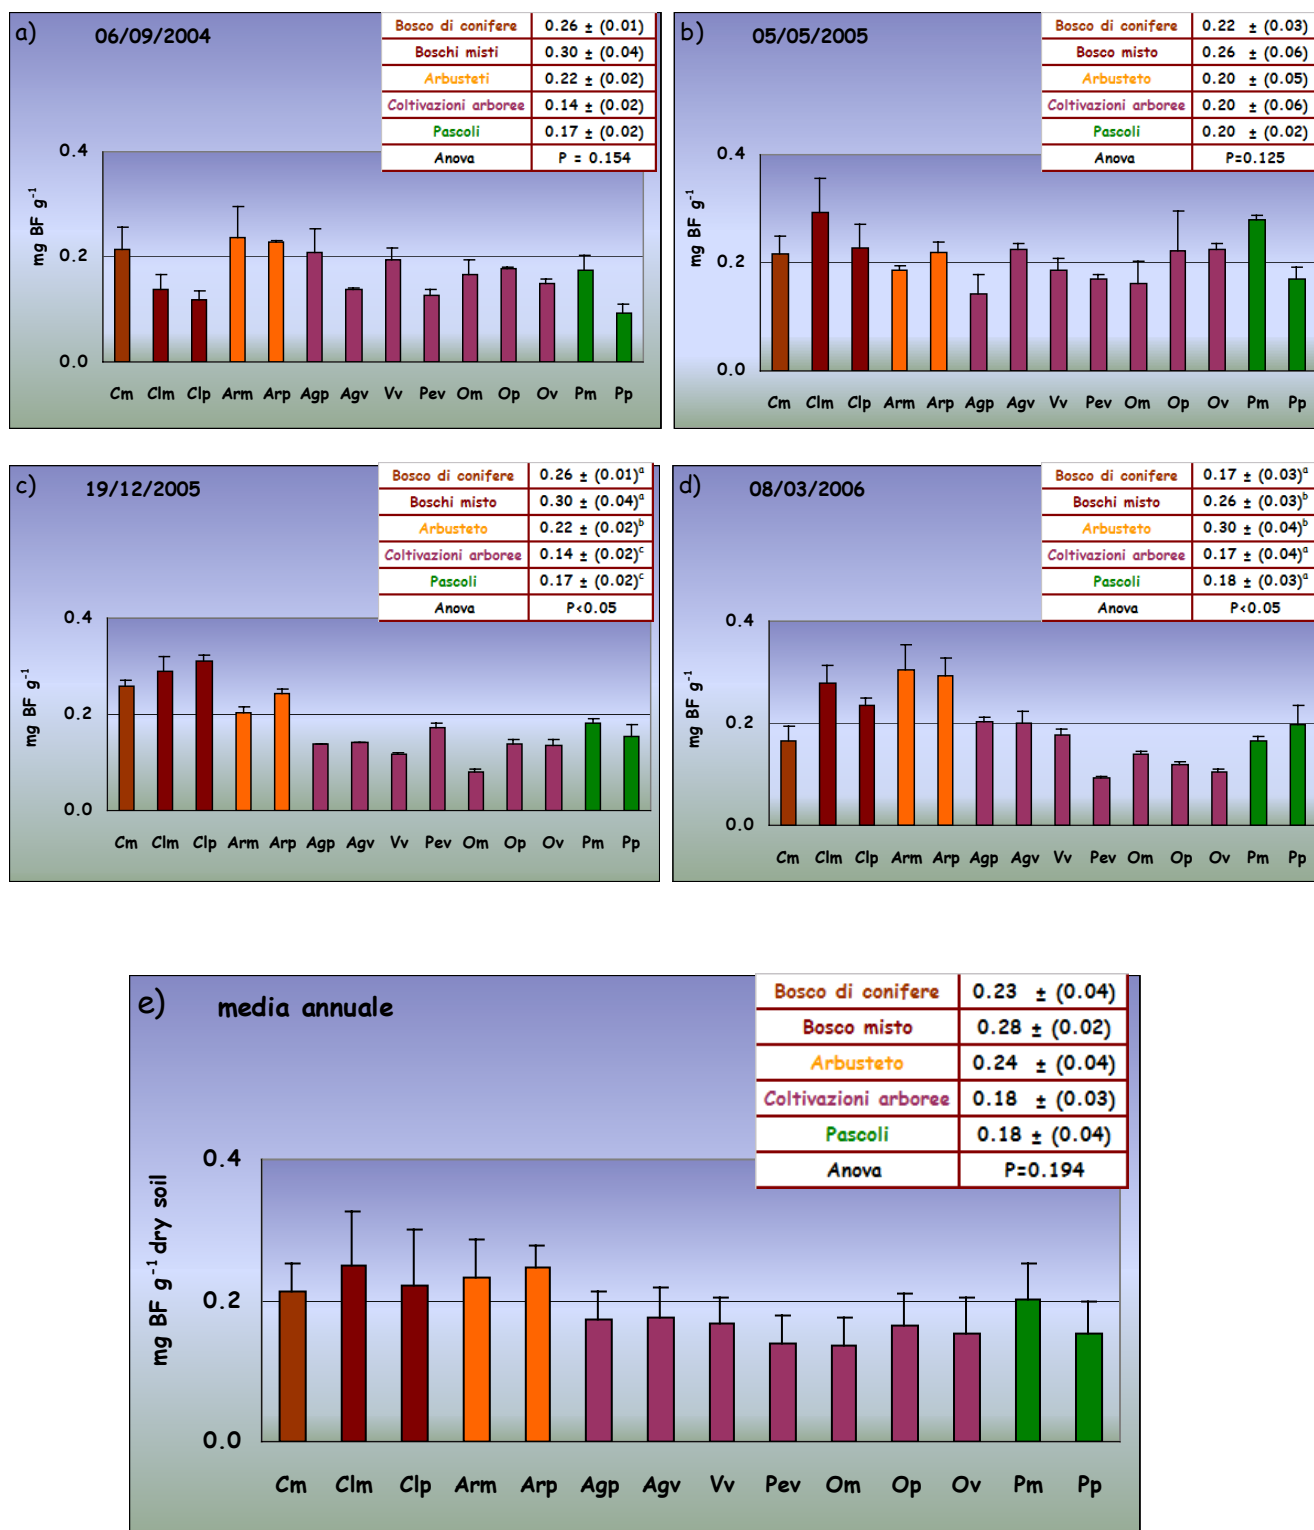 a) 06/09/2004
Bosco di conifere 0.26 ± (0.01)
Boschi misti 0.30 ± (0.04)
Arbusteti 0.22 ± (0.02)
Coltivazioni arboree 0.14 ± (0.02)
Pascoli 0.17 ± (0.02)
Anova P = 0.154
mg BF g⁻¹
0.4
0.2
0.0
Cm Clm Clp Arm Arp Agp Agv Vv Pev Om Op Ov Pm Pp
b) 05/05/2005
Bosco di conifere 0.22 ± (0.03)
Bosco misto 0.26 ± (0.06)
Arbusteto 0.20 ± (0.05)
Coltivazioni arboree 0.20 ± (0.06)
Pascoli 0.20 ± (0.02)
Anova P=0.125
mg BF g⁻¹
0.4
0.2
0.0
Cm Clm Clp Arm Arp Agp Agv Vv Pev Om Op Ov Pm Pp
c) 19/12/2005
Bosco di conifere 0.26 ± (0.01)ᵃ
Boschi misto 0.30 ± (0.04)ᵃ
Arbusteto 0.22 ± (0.02)ᵇ
Coltivazioni arboree 0.14 ± (0.02)ᶜ
Pascoli 0.17 ± (0.02)ᶜ
Anova P<0.05
mg BF g⁻¹
0.4
0.2
0.0
Cm Clm Clp Arm Arp Agp Agv Vv Pev Om Op Ov Pm Pp
d) 08/03/2006
Bosco di conifere 0.17 ± (0.03)ᵃ
Bosco misto 0.26 ± (0.03)ᵇ
Arbusteto 0.30 ± (0.04)ᵇ
Coltivazioni arboree 0.17 ± (0.04)ᵃ
Pascoli 0.18 ± (0.03)ᵃ
Anova P<0.05
mg BF g⁻¹
0.4
0.2
0.0
Cm Clm Clp Arm Arp Agp Agv Vv Pev Om Op Ov Pm Pp
e) media annuale
Bosco di conifere 0.23 ± (0.04)
Bosco misto 0.28 ± (0.02)
Arbusteto 0.24 ± (0.04)
Coltivazioni arboree 0.18 ± (0.03)
Pascoli 0.18 ± (0.04)
Anova P=0.194
mg BF g⁻¹ dry soil
0.4
0.2
0.0
Cm Clm Clp Arm Arp Agp Agv Vv Pev Om Op Ov Pm Pp